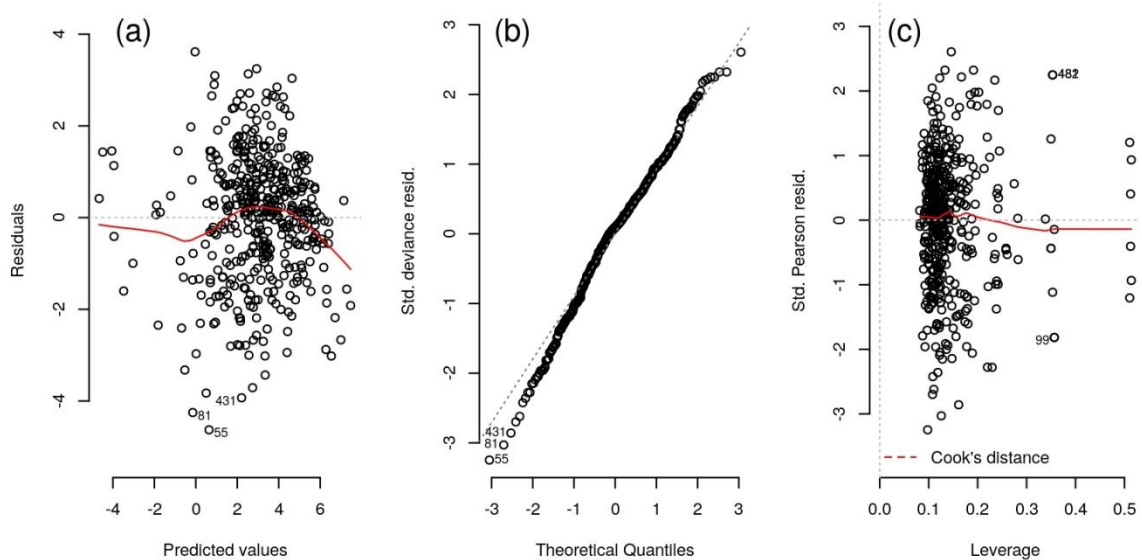 (a)
4
2
0
-2
-4
Residuals
431
81
55
-4 -2 0 2 4 6
Predicted values
(b)
3
2
1
0
-1
-2
-3
Std. deviance resid.
431
81
55
-3 -2 -1 0 1 2 3
Theoretical Quantiles
(c)
3
2
1
0
-1
-2
-3
Std. Pearson resid.
99
Cook's distance
0.0 0.1 0.2 0.3 0.4 0.5
Leverage